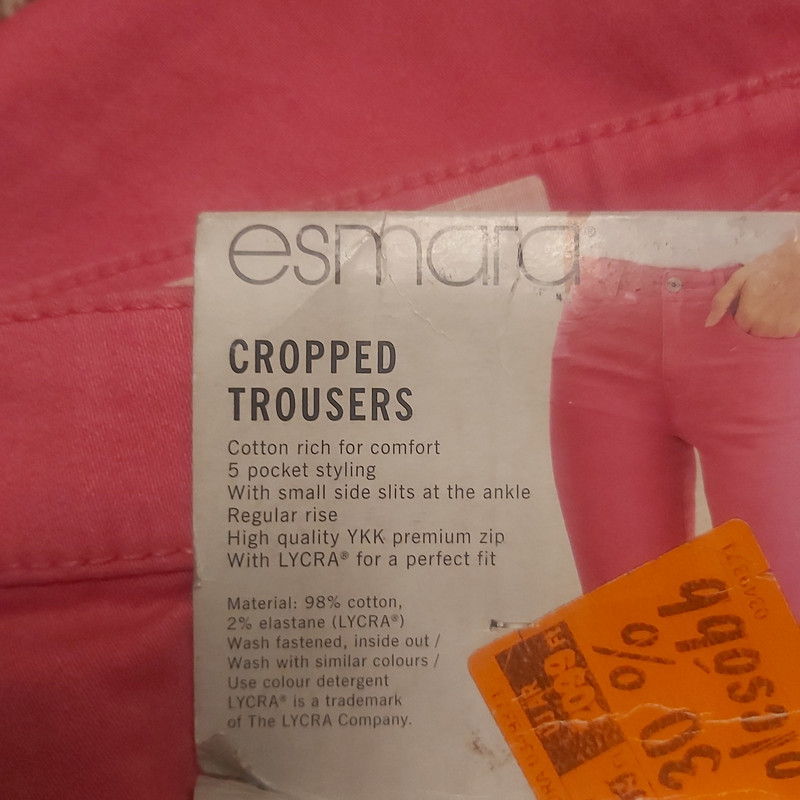 esmara®
CROPPED
TROUSERS
Cotton rich for comfort
5 pocket styling
With small side slits at the ankle
Regular rise
High quality YKK premium zip
With LYCRA® for a perfect fit
Material: 98% cotton,
2% elastane (LYCRA®)
Wash fastened, inside out /
Wash with similar colours /
Use colour detergent
LYCRA® is a trademark
of The LYCRA Company.
olcsóbb
30 %